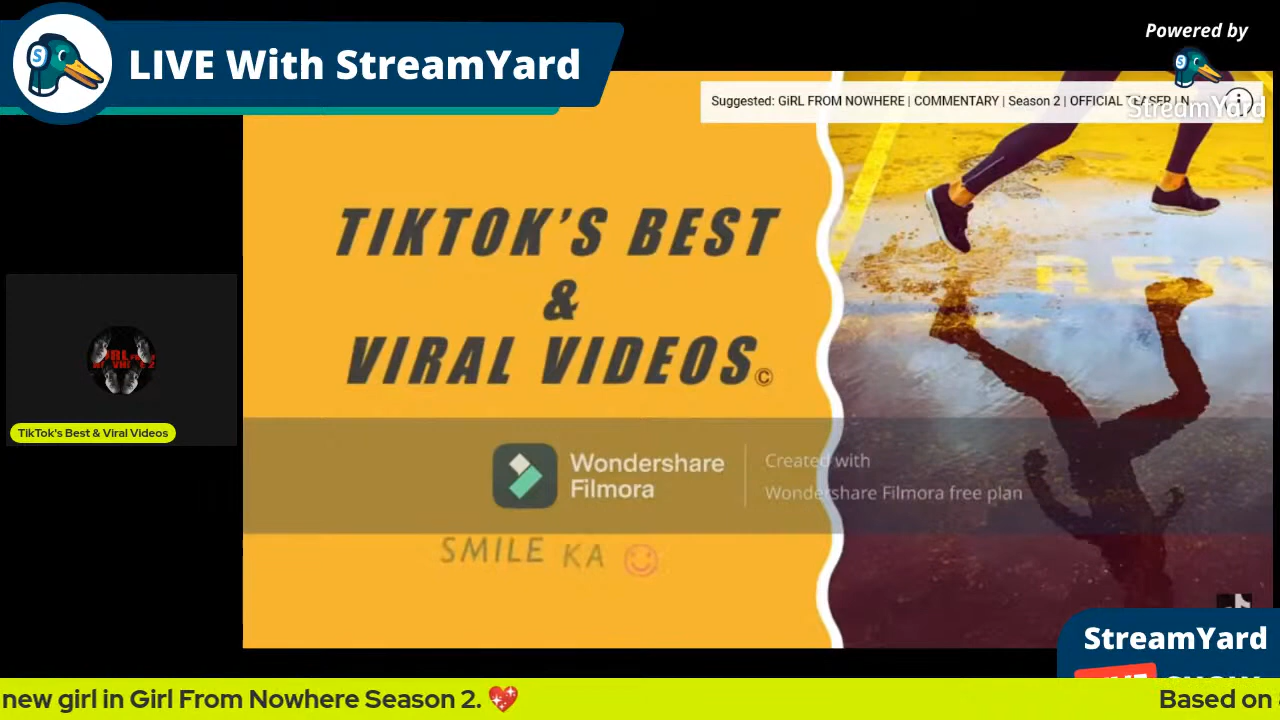 LIVE With StreamYard
Powered by
StreamYard
Suggested: GiRL FROM NOWHERE | COMMENTARY | Season 2 | OFFICIAL TEASER | N
TIKTOK'S BEST
&
VIRAL VIDEOS©
TikTok's Best & Viral Videos
Wondershare
Filmora
Created with
Wondershare Filmora free plan
SMILE KA
StreamYard
new girl in Girl From Nowhere Season 2. 💖
Based on